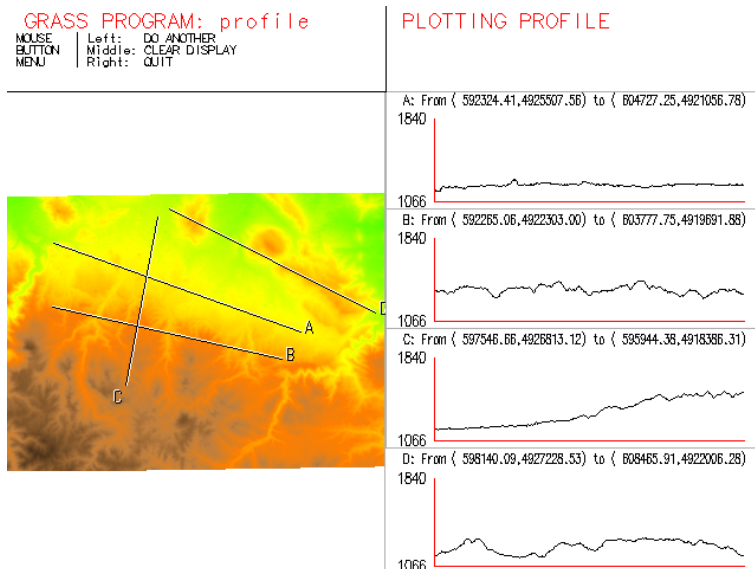 GRASS PROGRAM: profile
MOUSE Left: DO ANOTHER
BUTTON Middle: CLEAR DISPLAY
MENU Right: QUIT
A
B
C
D
PLOTTING PROFILE
A: From ( 592324.41,4925507.56) to ( 604727.25,4921056.78)
1840
1066
B: From ( 592265.06,4922303.00) to ( 603777.75,4919691.88)
1840
1066
C: From ( 597546.66,4926813.12) to ( 595944.38,4918386.31)
1840
1066
D: From ( 598140.09,4927228.53) to ( 608465.91,4922006.28)
1840
1066